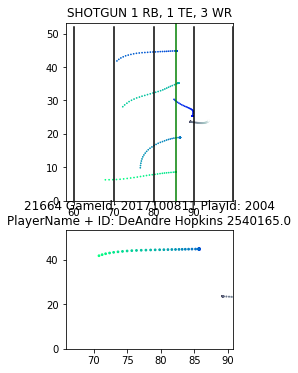 SHOTGUN 1 RB, 1 TE, 3 WR
50
40
30
20
10
0
60 70 80 90
21664 GameId: 2017100811 PlayId: 2004
PlayerName + ID: DeAndre Hopkins 2540165.0
40
20
0
70 75 80 85 90